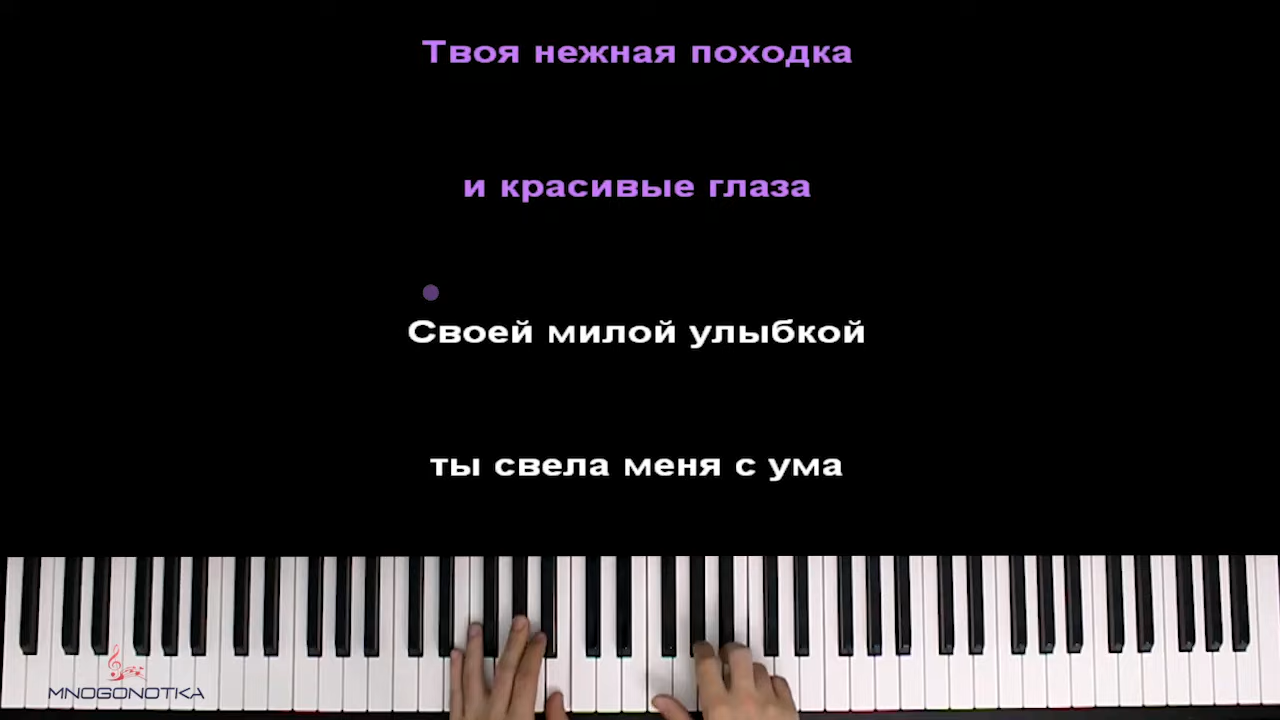 Твоя нежная походка
и красивые глаза
Своей милой улыбкой
ты свела меня с ума
MNOGONOTKA